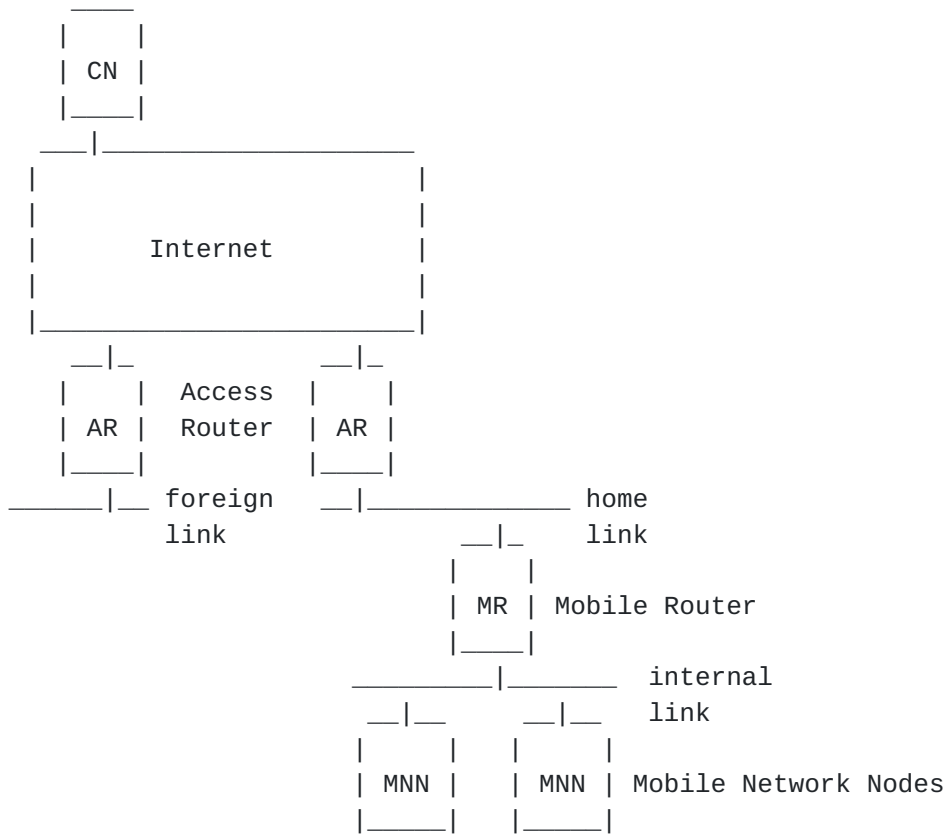 CN
Internet
Access
AR Router AR
foreign home
link link
MR Mobile Router
internal
link
MNN MNN Mobile Network Nodes